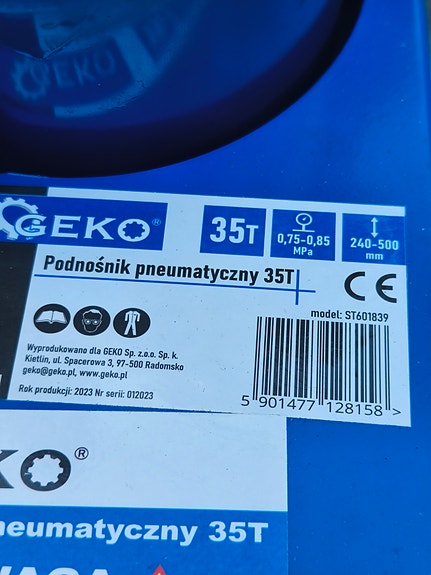 GEKO
GEKO®
35T
0,75-0,85
MPa
240-500
mm
Podnośnik pneumatyczny 35T
CE
model: ST601839
Wyprodukowano dla GEKO Sp. z.o.o. Sp. k.
Kietlin, ul. Spacerowa 3, 97-500 Radomsko
geko@geko.pl, www.geko.pl
Rok produkcji: 2023 Nr serii: 012023
5 901477 128158 >
KO®
neumatyczny 35T